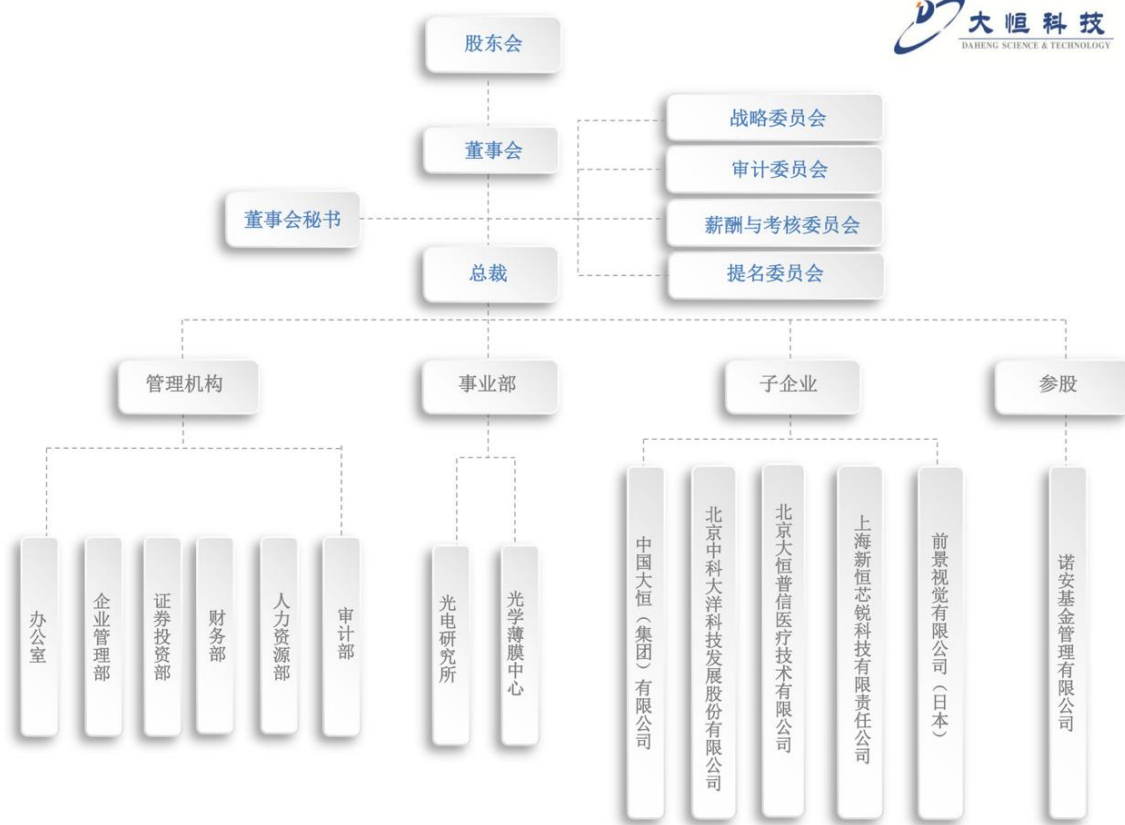 大恒科技
DAHENG SCIENCE & TECHNOLOGY
股东会
董事会
战略委员会
审计委员会
董事会秘书
薪酬与考核委员会
总裁
提名委员会
管理机构
事业部
子企业
参股
办公室
企业管理部
证券投资部
财务部
人力资源部
审计部
光电研究所
光学薄膜中心
中国大恒（集团）有限公司
北京中科大洋科技发展股份有限公司
北京大恒普信医疗技术有限公司
上海新恒芯锐科技有限责任公司
前景视觉有限公司（日本）
诺安基金管理有限公司